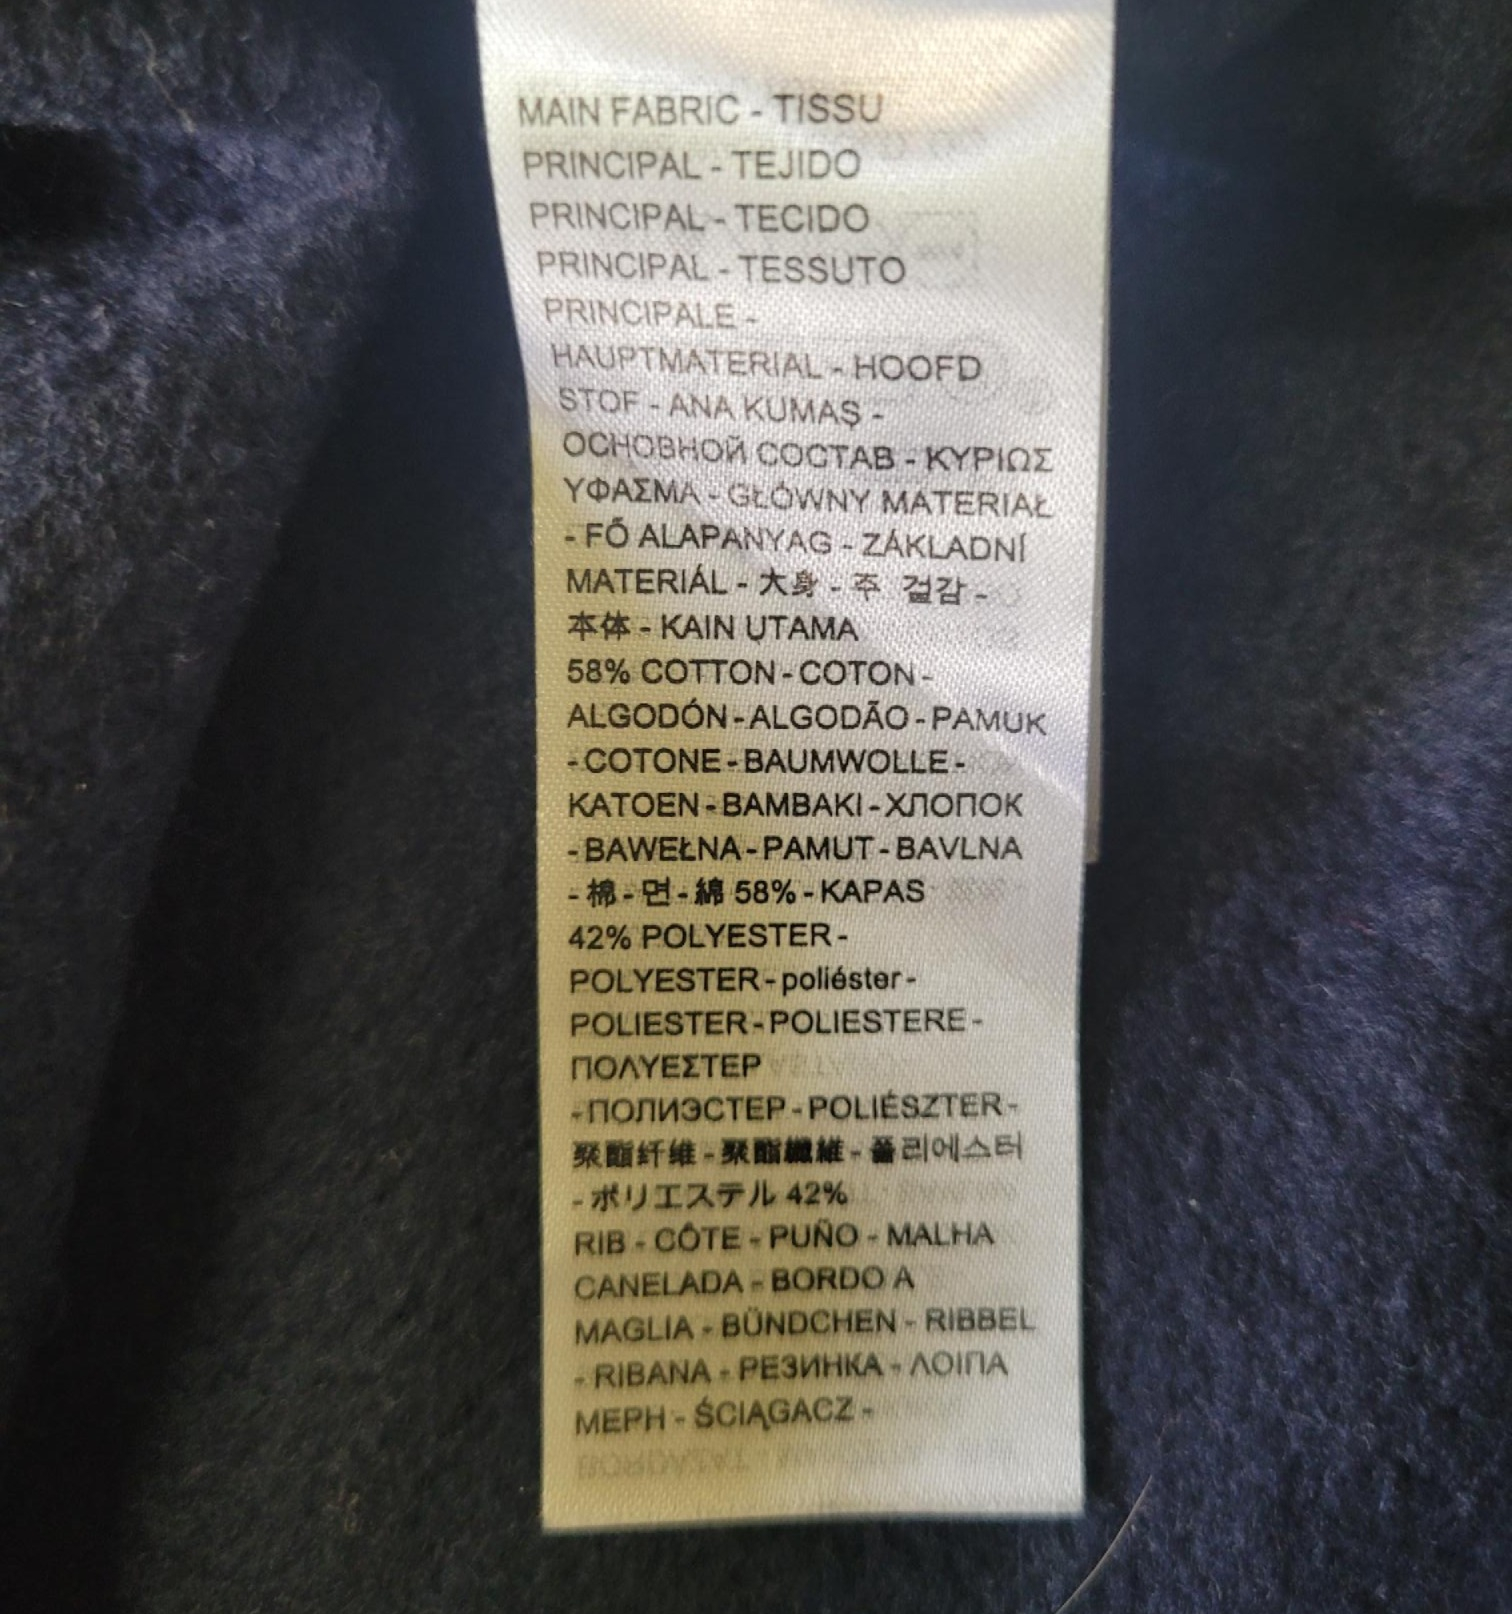 MAIN FABRIC - TISSU
PRINCIPAL - TEJIDO
PRINCIPAL - TECIDO
PRINCIPAL - TESSUTO
PRINCIPALE -
HAUPTMATERIAL - HOOFD
STOF - ANA KUMAŞ -
ОСНОВНОЙ СОСТАВ - ΚΥΡΙΩΣ
ΥΦΑΣΜΑ - GŁÓWNY MATERIAŁ
- FŐ ALAPANYAG - ZÁKLADNÍ
MATERIÁL - 大身 - 주 겉감 -
本体 - KAIN UTAMA
58% COTTON - COTON -
ALGODÓN - ALGODÃO - PAMUK
- COTONE - BAUMWOLLE -
KATOEN - BAMBAKI - ХЛОПОК
- BAWEŁNA - PAMUT - BAVLNA
- 棉 - 면 - 綿 58% - KAPAS
42% POLYESTER -
POLYESTER - poliéster -
POLIESTER - POLIESTERE -
ΠΟΛΥΕΣΤΕΡ
- ПОЛИЭСТЕР - POLIÉSZTER -
聚酯纤维 - 聚酯纖維 - 폴리에스터
- ポリエステル 42%
RIB - CÔTE - PUÑO - MALHA
CANELADA - BORDO A
MAGLIA - BÜNDCHEN - RIBBEL
- RIBANA - РЕЗИНКА - ΛΟΙΠΑ
ΜΕΡΗ - ŚCIĄGACZ -